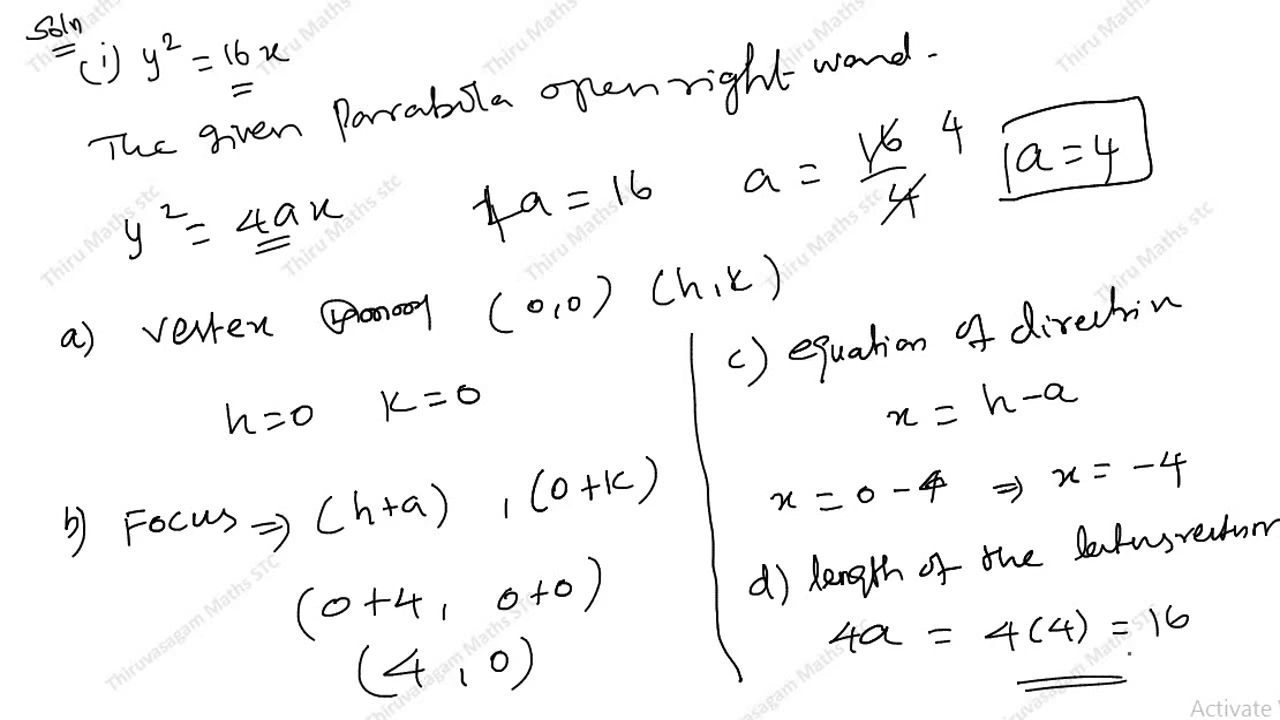 Soln
(i) y² = 16x
The given Parrabola open right ward.
y² = 4ax 4a = 16 a = 16/4 4 a = 4
a) vertex (0,0) (h,k)
h=0 k=0
b) Focus ⇒ (h+a) , (0+k)
(0+4, 0+0)
(4, 0)
c) equation of directrix
x = h-a
x = 0-4 ⇒ x = -4
d) length of the latusrectum
4a = 4(4) = 16
Thiru Maths stc
Thiruvasagam Maths STC
Activate